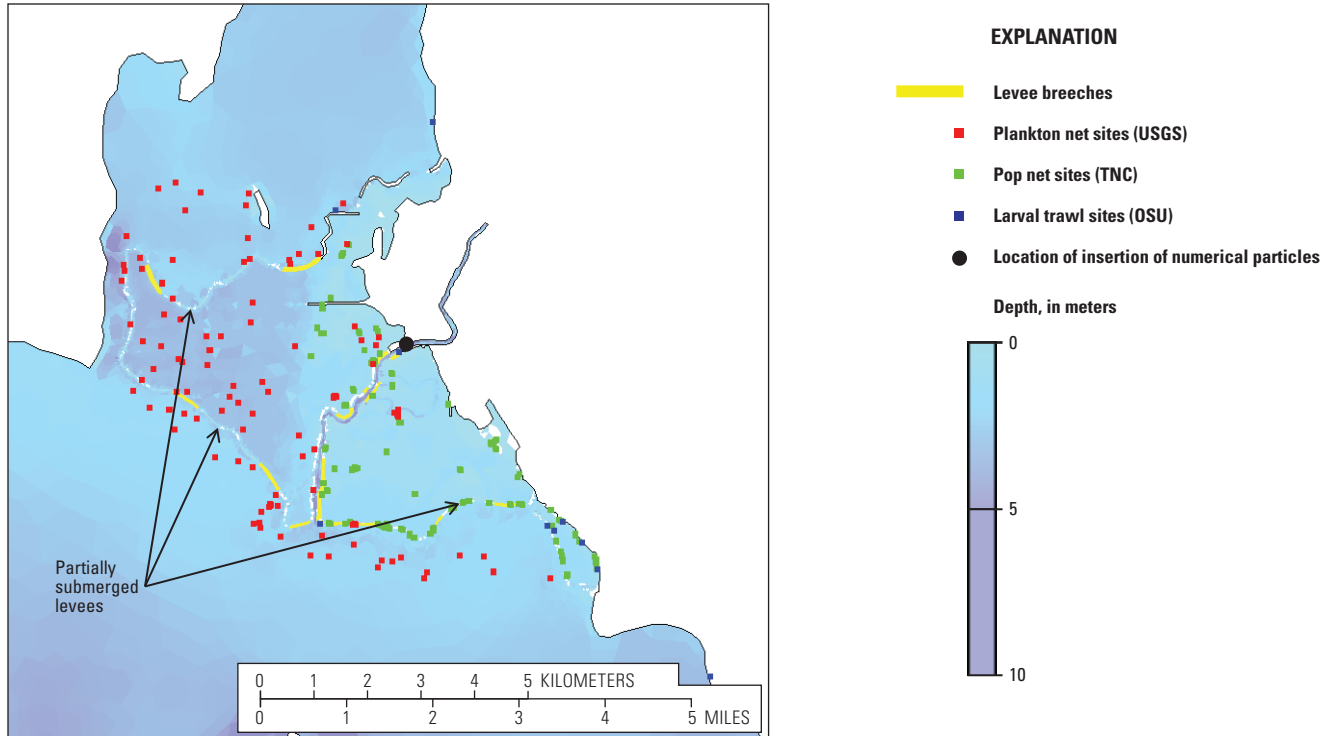 Partially
submerged
levees
0 1 2 3 4 5 KILOMETERS
0 1 2 3 4 5 MILES
EXPLANATION
Levee breeches
Plankton net sites (USGS)
Pop net sites (TNC)
Larval trawl sites (OSU)
Location of insertion of numerical particles
Depth, in meters
0
5
10